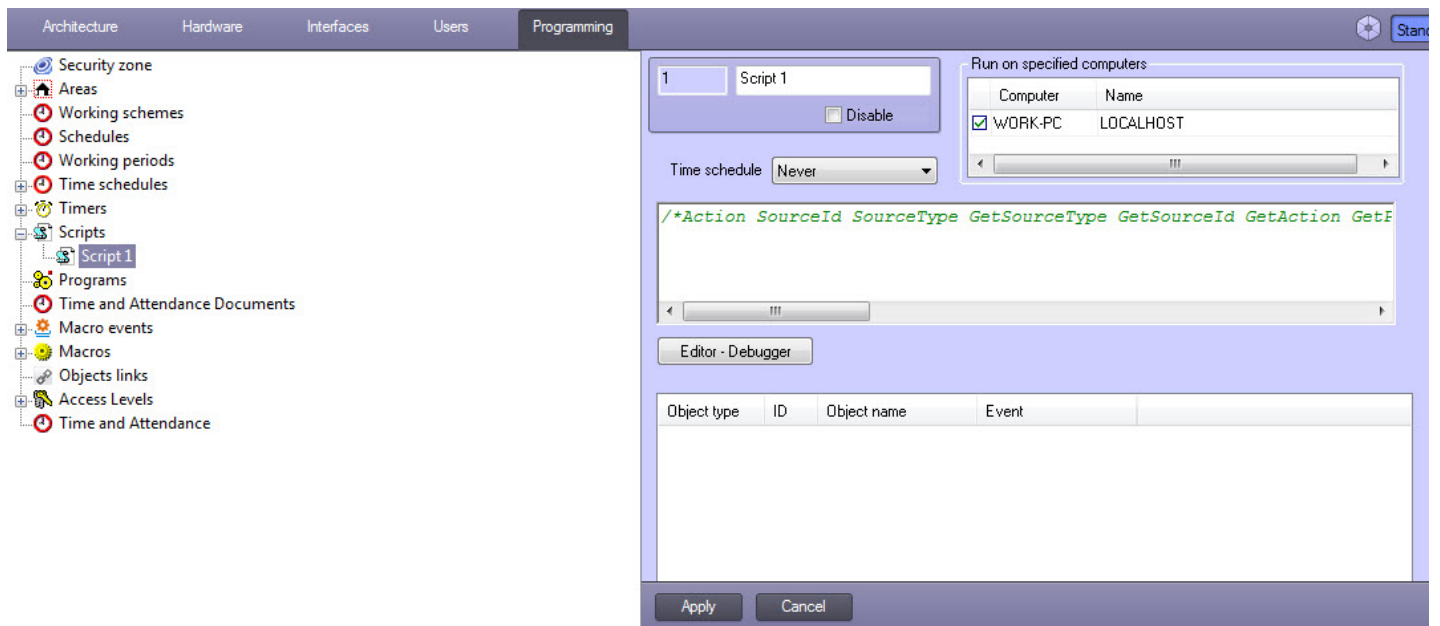 Architecture Hardware Interfaces Users Programming
Stand
Security zone
Areas
Working schemes
Schedules
Working periods
Time schedules
Timers
Scripts
Script 1
Programs
Time and Attendance Documents
Macro events
Macros
Objects links
Access Levels
Time and Attendance
1 Script 1
Disable
Run on specified computers
Computer Name
WORK-PC LOCALHOST
Time schedule Never
/*Action SourceId SourceType GetSourceType GetSourceId GetAction GetP
Editor - Debugger
Object type ID Object name Event
Apply Cancel